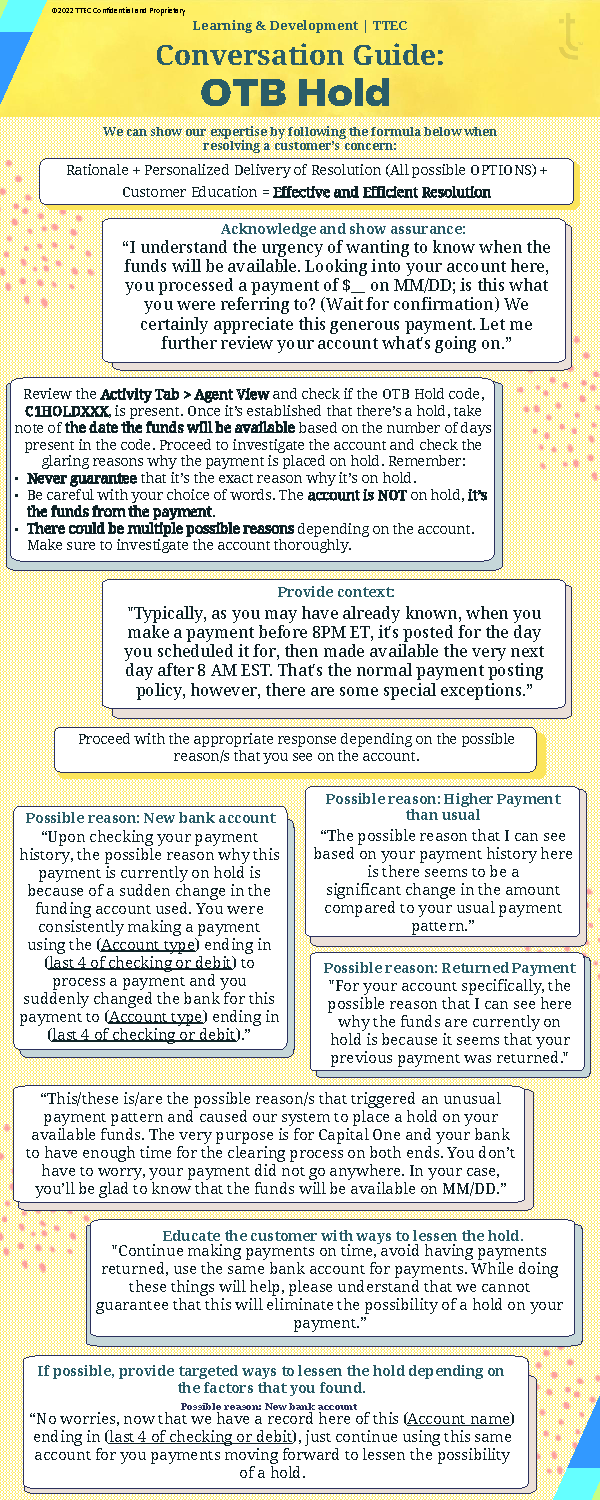 ©2022 TTEC Confidential and Proprietary
Learning & Development | TTEC
t
Conversation Guide:
OTB Hold
We can show our expertise by following the formula below when
resolving a customer's concern:
Rationale + Personalized Delivery of Resolution (All possible OPTIONS) +
Customer Education = Effective and Efficient Resolution
Acknowledge and show assurance:
“I understand the urgency of wanting to know when the
funds will be available. Looking into your account here,
you processed a payment of $__ on MM/DD; is this what
you were referring to? (Wait for confirmation) We
certainly appreciate this generous payment. Let me
further review your account what's going on.”
Review the Activity Tab > Agent View and check if the OTB Hold code,
C1HOLDXXX, is present. Once it’s established that there’s a hold, take
note of the date the funds will be available based on the number of days
present in the code. Proceed to investigate the account and check the
glaring reasons why the payment is placed on hold. Remember:
• Never guarantee that it’s the exact reason why it’s on hold.
• Be careful with your choice of words. The account is NOT on hold, it’s
the funds from the payment.
• There could be multiple possible reasons depending on the account.
Make sure to investigate the account thoroughly.
Provide context:
"Typically, as you may have already known, when you
make a payment before 8PM ET, it's posted for the day
you scheduled it for, then made available the very next
day after 8 AM EST. That's the normal payment posting
policy, however, there are some special exceptions.”
Proceed with the appropriate response depending on the possible
reason/s that you see on the account.
Possible reason: New bank account
“Upon checking your payment
history, the possible reason why this
payment is currently on hold is
because of a sudden change in the
funding account used. You were
consistently making a payment
using the (Account type) ending in
(last 4 of checking or debit) to
process a payment and you
suddenly changed the bank for this
payment to (Account type) ending in
(last 4 of checking or debit).”
Possible reason: Higher Payment
than usual
“The possible reason that I can see
based on your payment history here
is there seems to be a
significant change in the amount
compared to your usual payment
pattern.”
Possible reason: Returned Payment
"For your account specifically, the
possible reason that I can see here
why the funds are currently on
hold is because it seems that your
previous payment was returned."
“This/these is/are the possible reason/s that triggered an unusual
payment pattern and caused our system to place a hold on your
available funds. The very purpose is for Capital One and your bank
to have enough time for the clearing process on both ends. You don’t
have to worry, your payment did not go anywhere. In your case,
you’ll be glad to know that the funds will be available on MM/DD.”
Educate the customer with ways to lessen the hold.
"Continue making payments on time, avoid having payments
returned, use the same bank account for payments. While doing
these things will help, please understand that we cannot
guarantee that this will eliminate the possibility of a hold on your
payment.”
If possible, provide targeted ways to lessen the hold depending on
the factors that you found.
Possible reason: New bank account
“No worries, now that we have a record here of this (Account name)
ending in (last 4 of checking or debit), just continue using this same
account for you payments moving forward to lessen the possibility
of a hold.